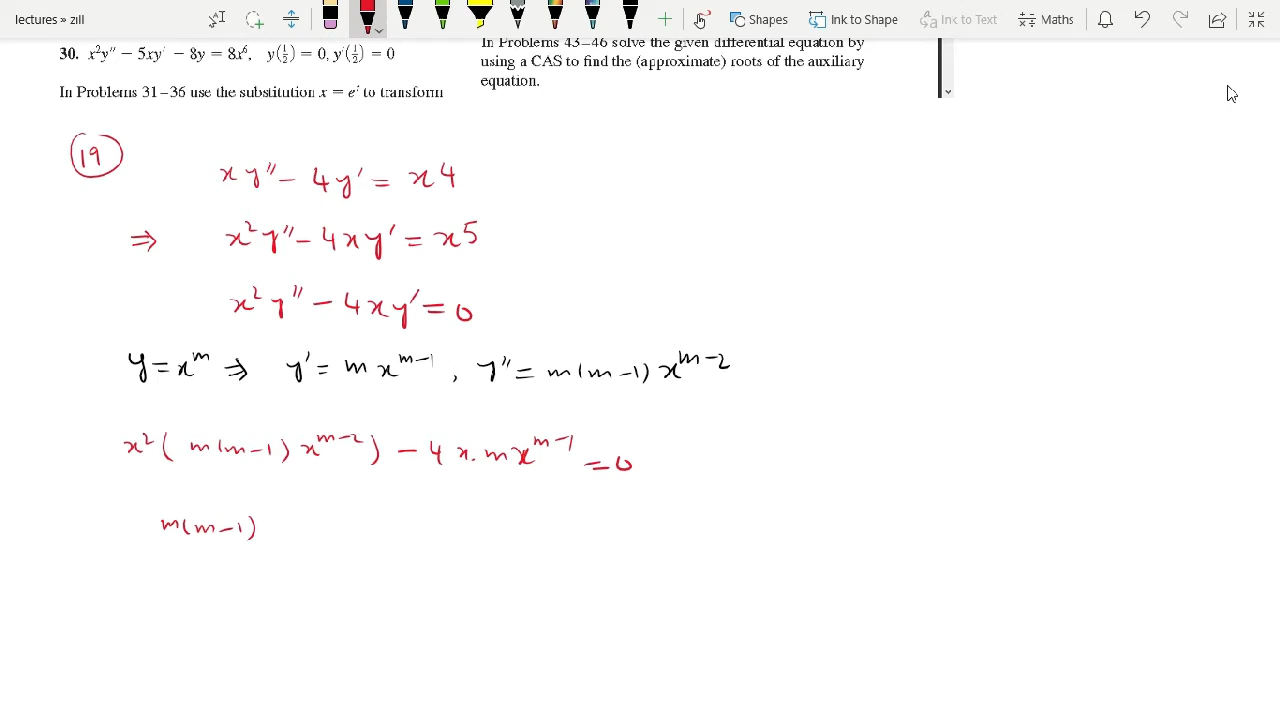 lectures » zill
Shapes
Ink to Shape
Ink to Text
Maths
30. x²y″ − 5xy′ − 8y = 8x⁶, y(½) = 0, y′(½) = 0
In Problems 31–36 use the substitution x = eᵗ to transform
In Problems 43–46 solve the given differential equation by
using a CAS to find the (approximate) roots of the auxiliary
equation.
19
xy″ − 4y′ = x4
⇒ x²y″ − 4xy′ = x5
x²y″ − 4xy′ = 0
y = xᵐ ⇒ y′ = m xᵐ⁻¹, y″ = m(m−1) xᵐ⁻²
x²(m(m−1) xᵐ⁻²) − 4x.mxᵐ⁻¹ = 0
m(m−1)